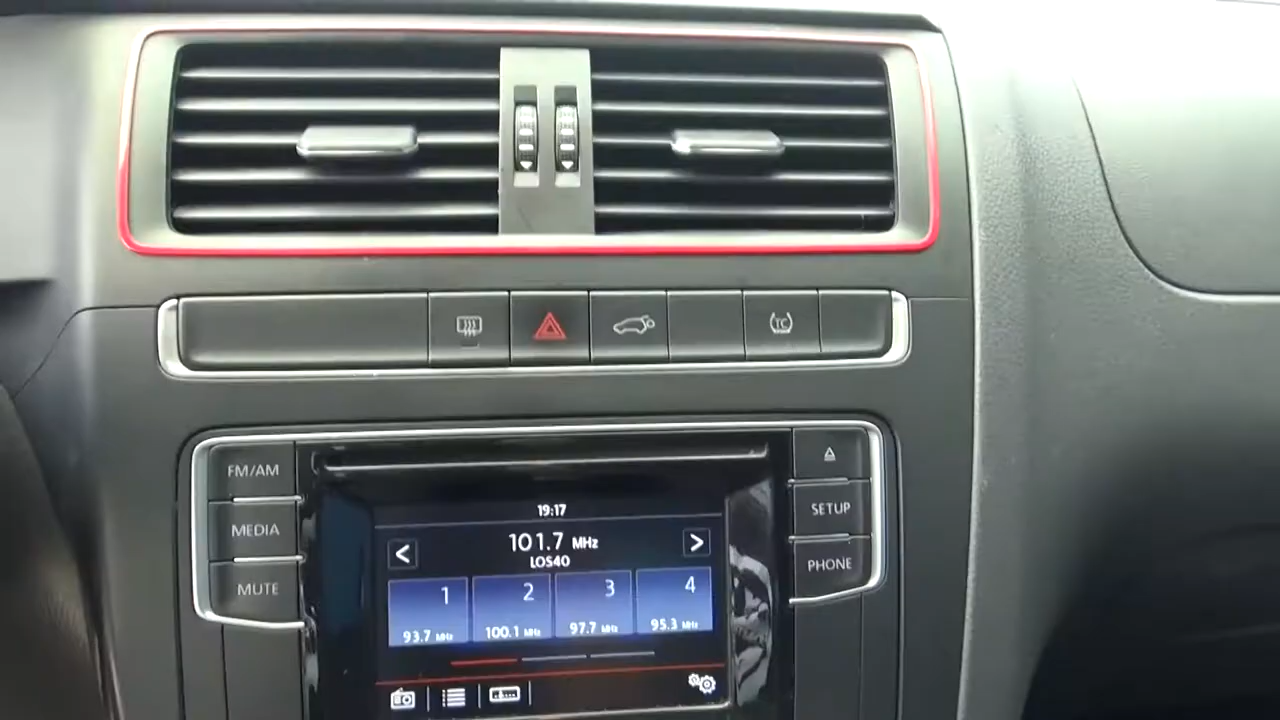 TC
FM/AM
MEDIA
MUTE
SETUP
PHONE
19:17
101.7 MHz
LOS40
1 2 3 4
93.7 MHz 100.1 MHz 97.7 MHz 95.3 MHz